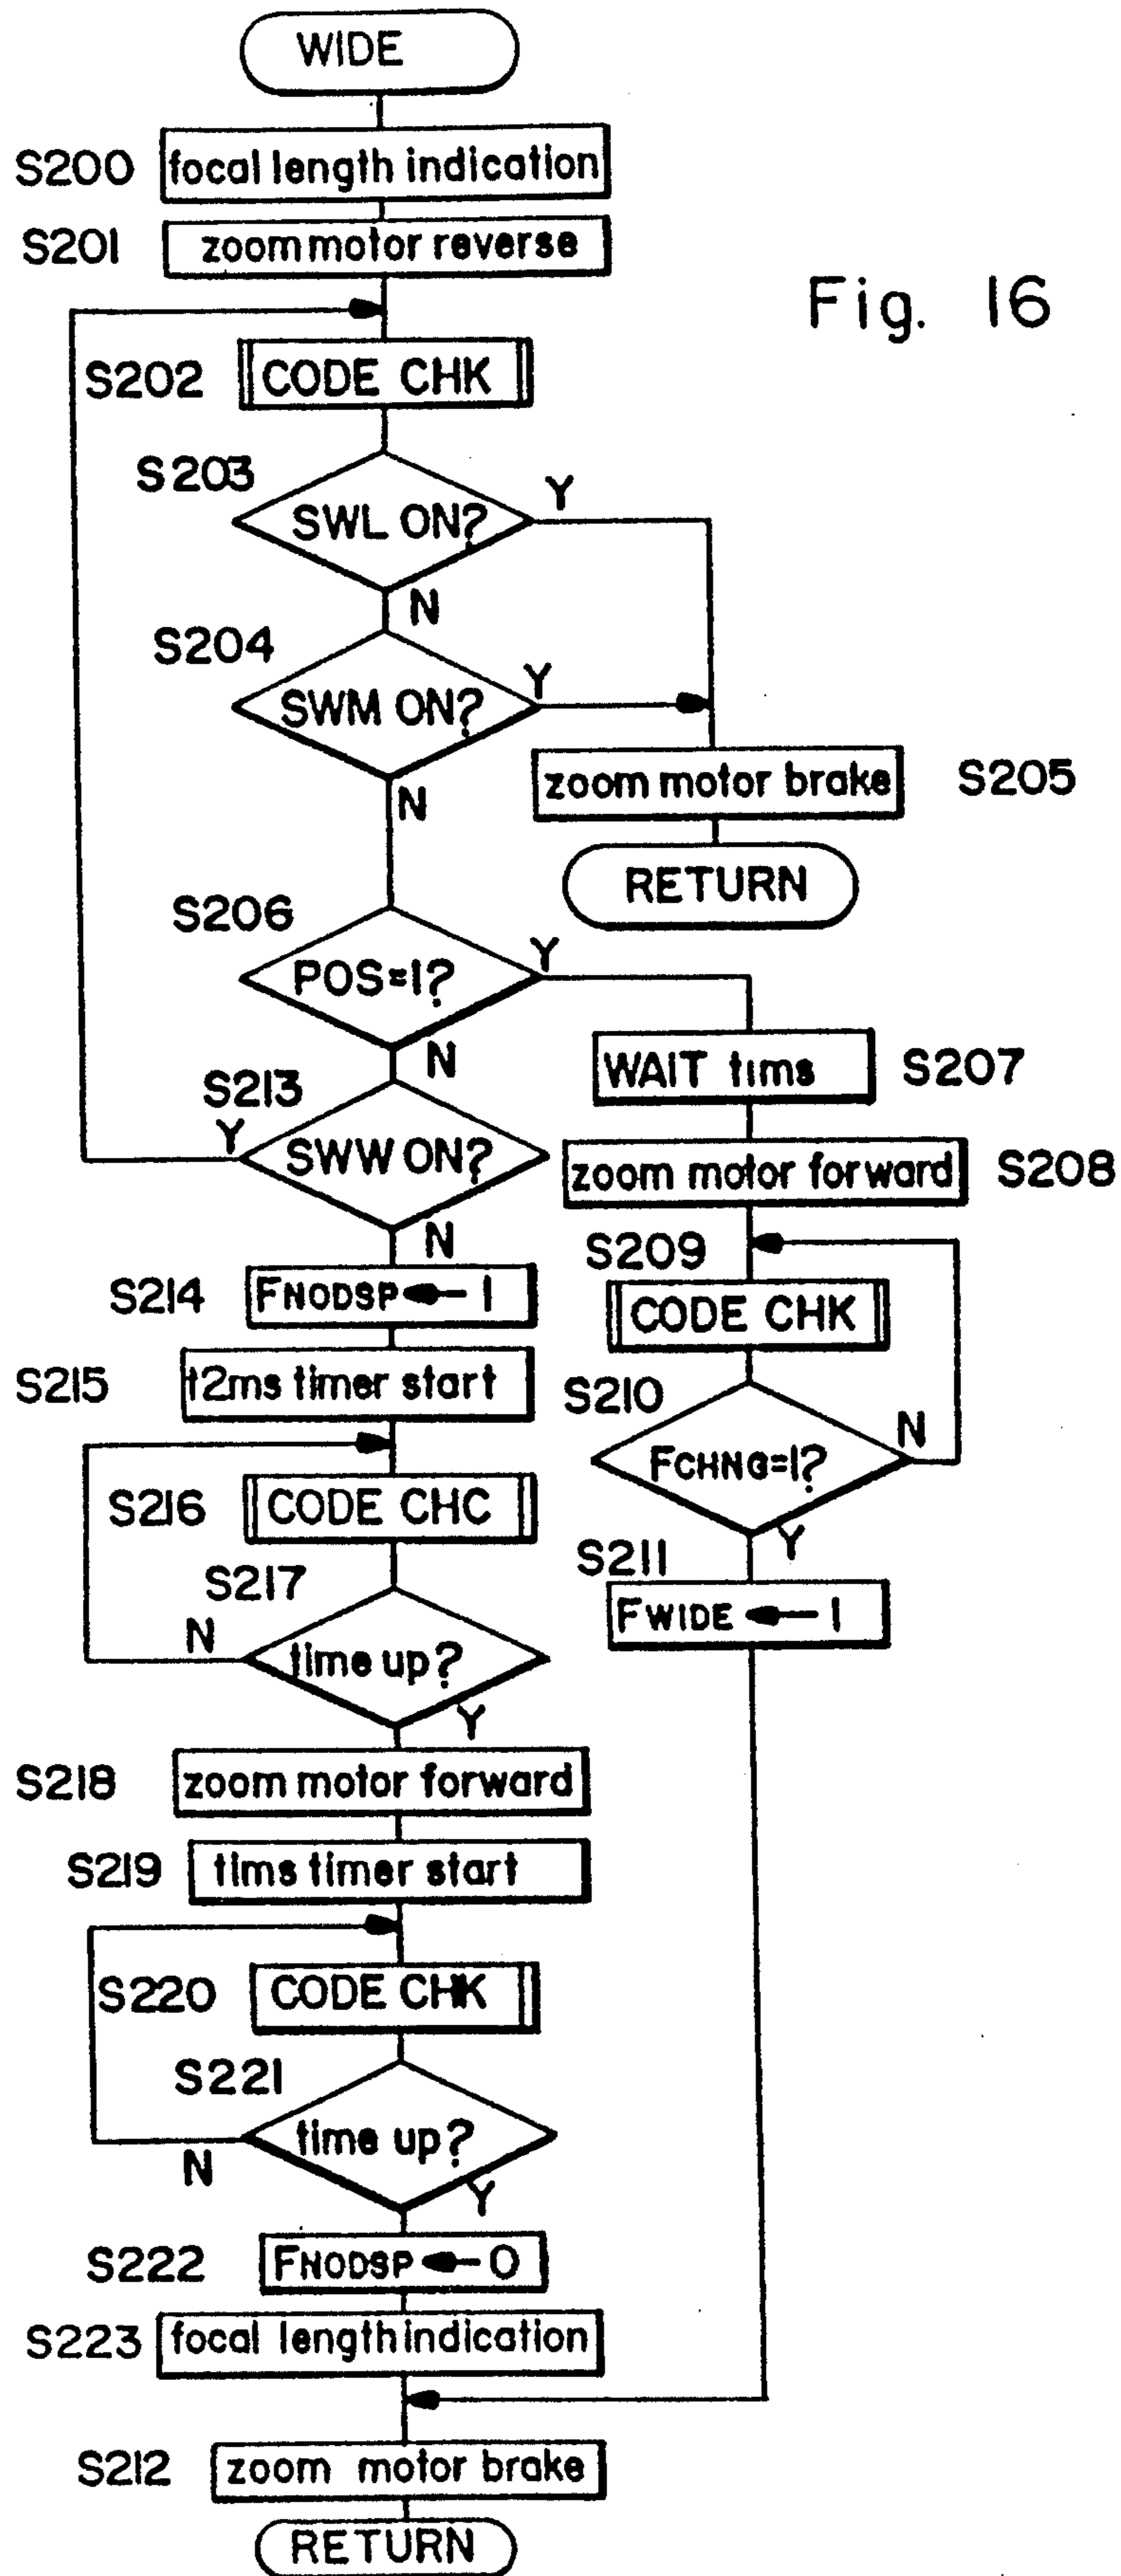 WIDE
S200 focal length indication
S201 zoom motor reverse
Fig. 16
S202 CODE CHK
S203 SWL ON? Y
N
S204 SWM ON? Y
N
zoom motor brake S205
RETURN
S206 POS=1? Y
N
WAIT t1ms S207
S213 Y SWW ON?
N
zoom motor forward S208
S209 CODE CHK
S214 FNODSP ← 1
S215 t2ms timer start
S210 FCHNG=1? N
Y
S216 CODE CHC
S211 FWIDE ← 1
S217 N time up?
Y
S218 zoom motor forward
S219 t1ms timer start
S220 CODE CHK
S221 time up?
N Y
S222 FNODSP ← 0
S223 focal length indication
S212 zoom motor brake
RETURN